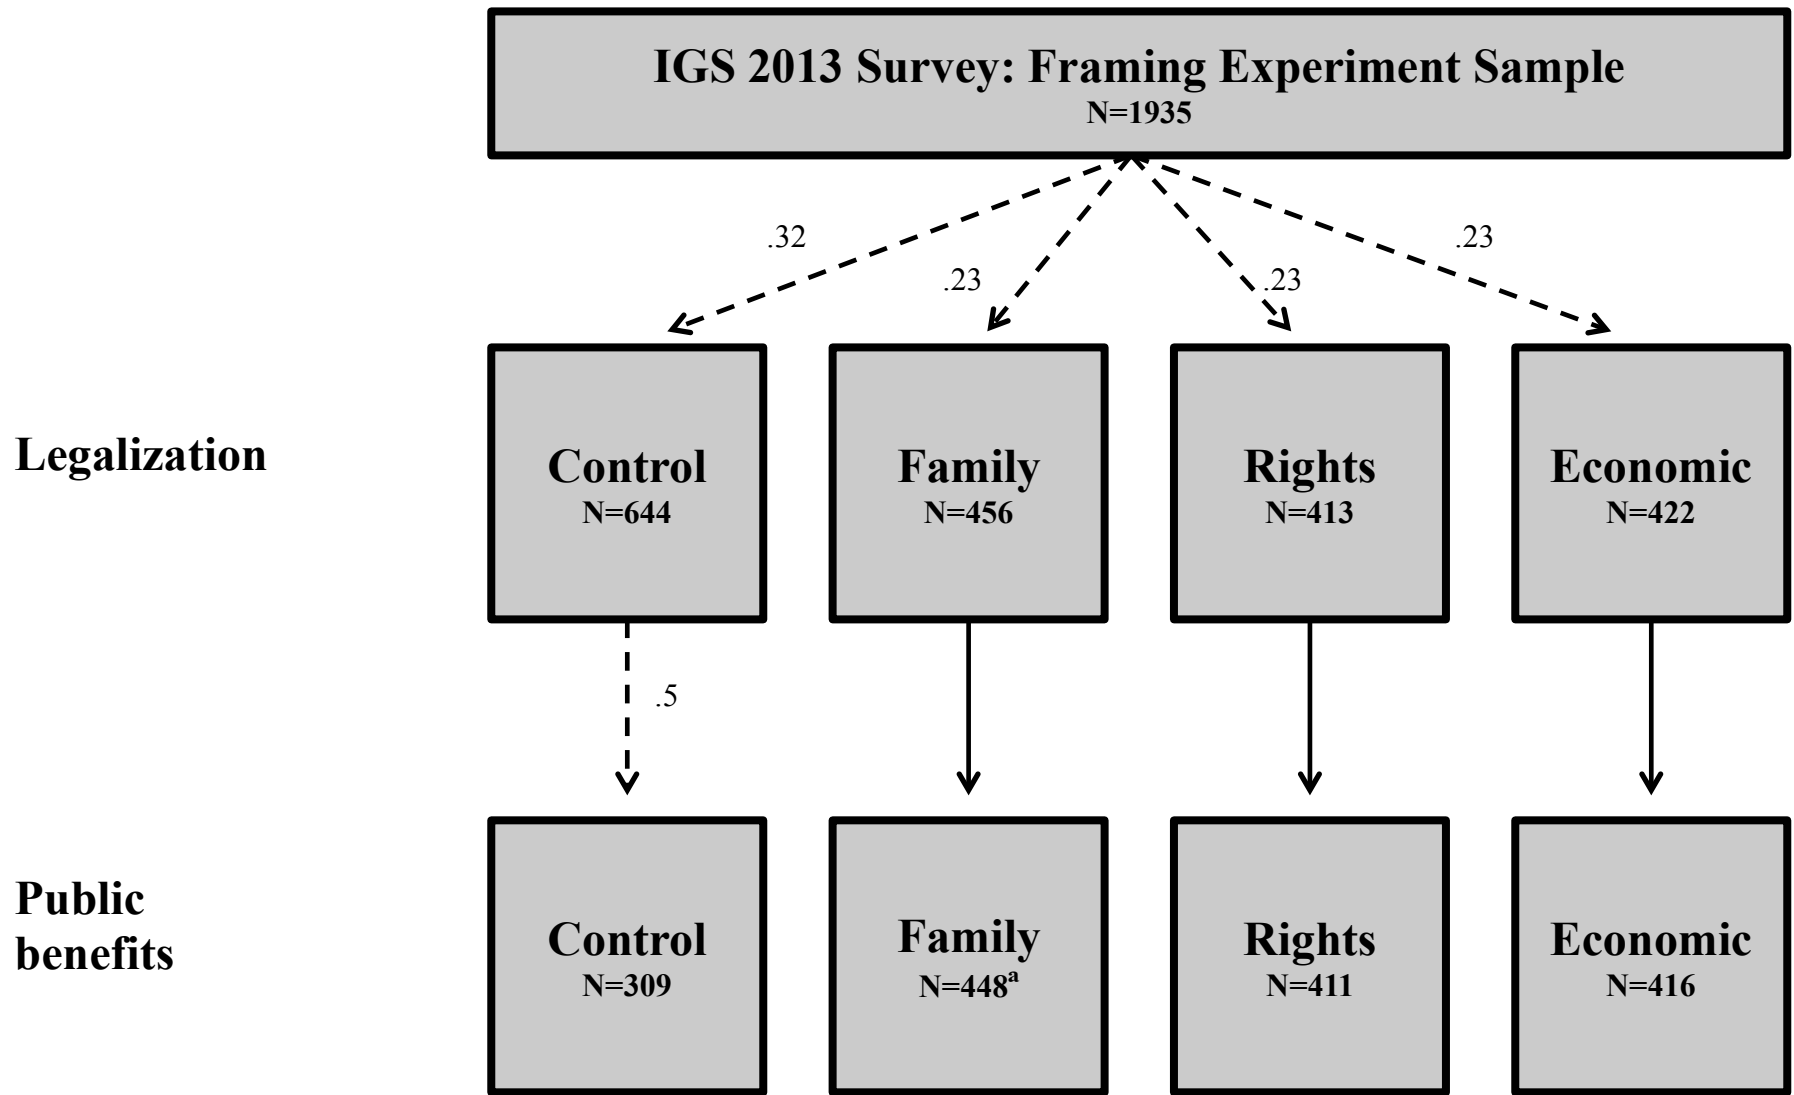 IGS 2013 Survey: Framing Experiment Sample
N=1935
.32
.23
.23
.23
Legalization
Control
N=644
Family
N=456
Rights
N=413
Economic
N=422
.5
Public
benefits
Control
N=309
Family
N=448ᵃ
Rights
N=411
Economic
N=416